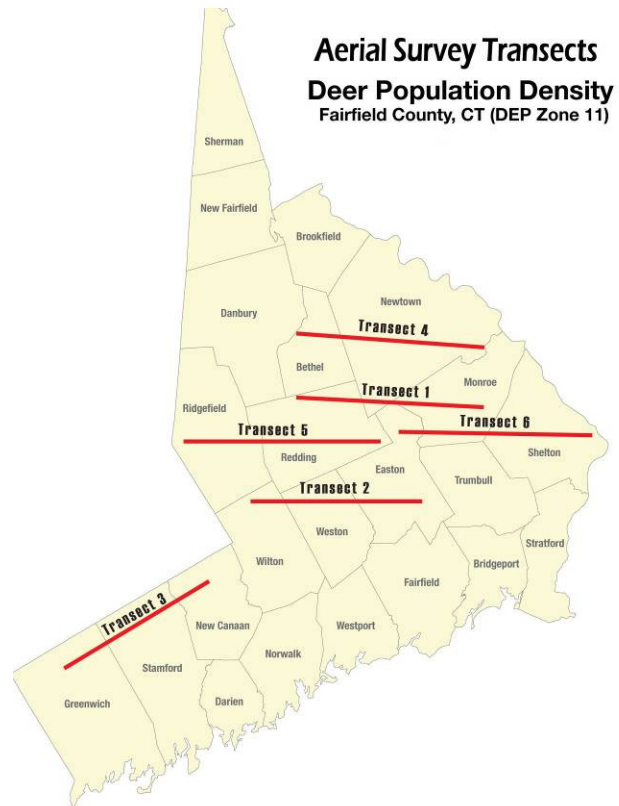 Aerial Survey Transects
Deer Population Density
Fairfield County, CT (DEP Zone 11)
Sherman
New Fairfield
Brookfield
Newtown
Danbury
Transect 4
Bethel
Monroe
Transect 1
Ridgefield
Transect 6
Transect 5
Redding
Shelton
Easton
Trumbull
Transect 2
Weston
Stratford
Wilton
Bridgeport
Fairfield
Transect 3
New Canaan
Westport
Norwalk
Stamford
Greenwich
Darien